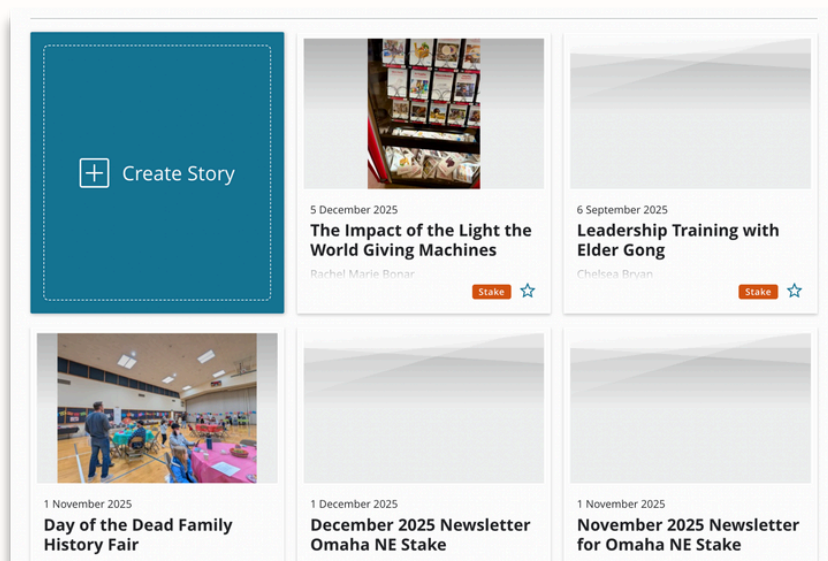 Create Story
5 December 2025
The Impact of the Light the
World Giving Machines
Rachel Marie Bonar
Stake
6 September 2025
Leadership Training with
Elder Gong
Chelsea Bryan
Stake
1 November 2025
Day of the Dead Family
History Fair
1 December 2025
December 2025 Newsletter
Omaha NE Stake
1 November 2025
November 2025 Newsletter
for Omaha NE Stake